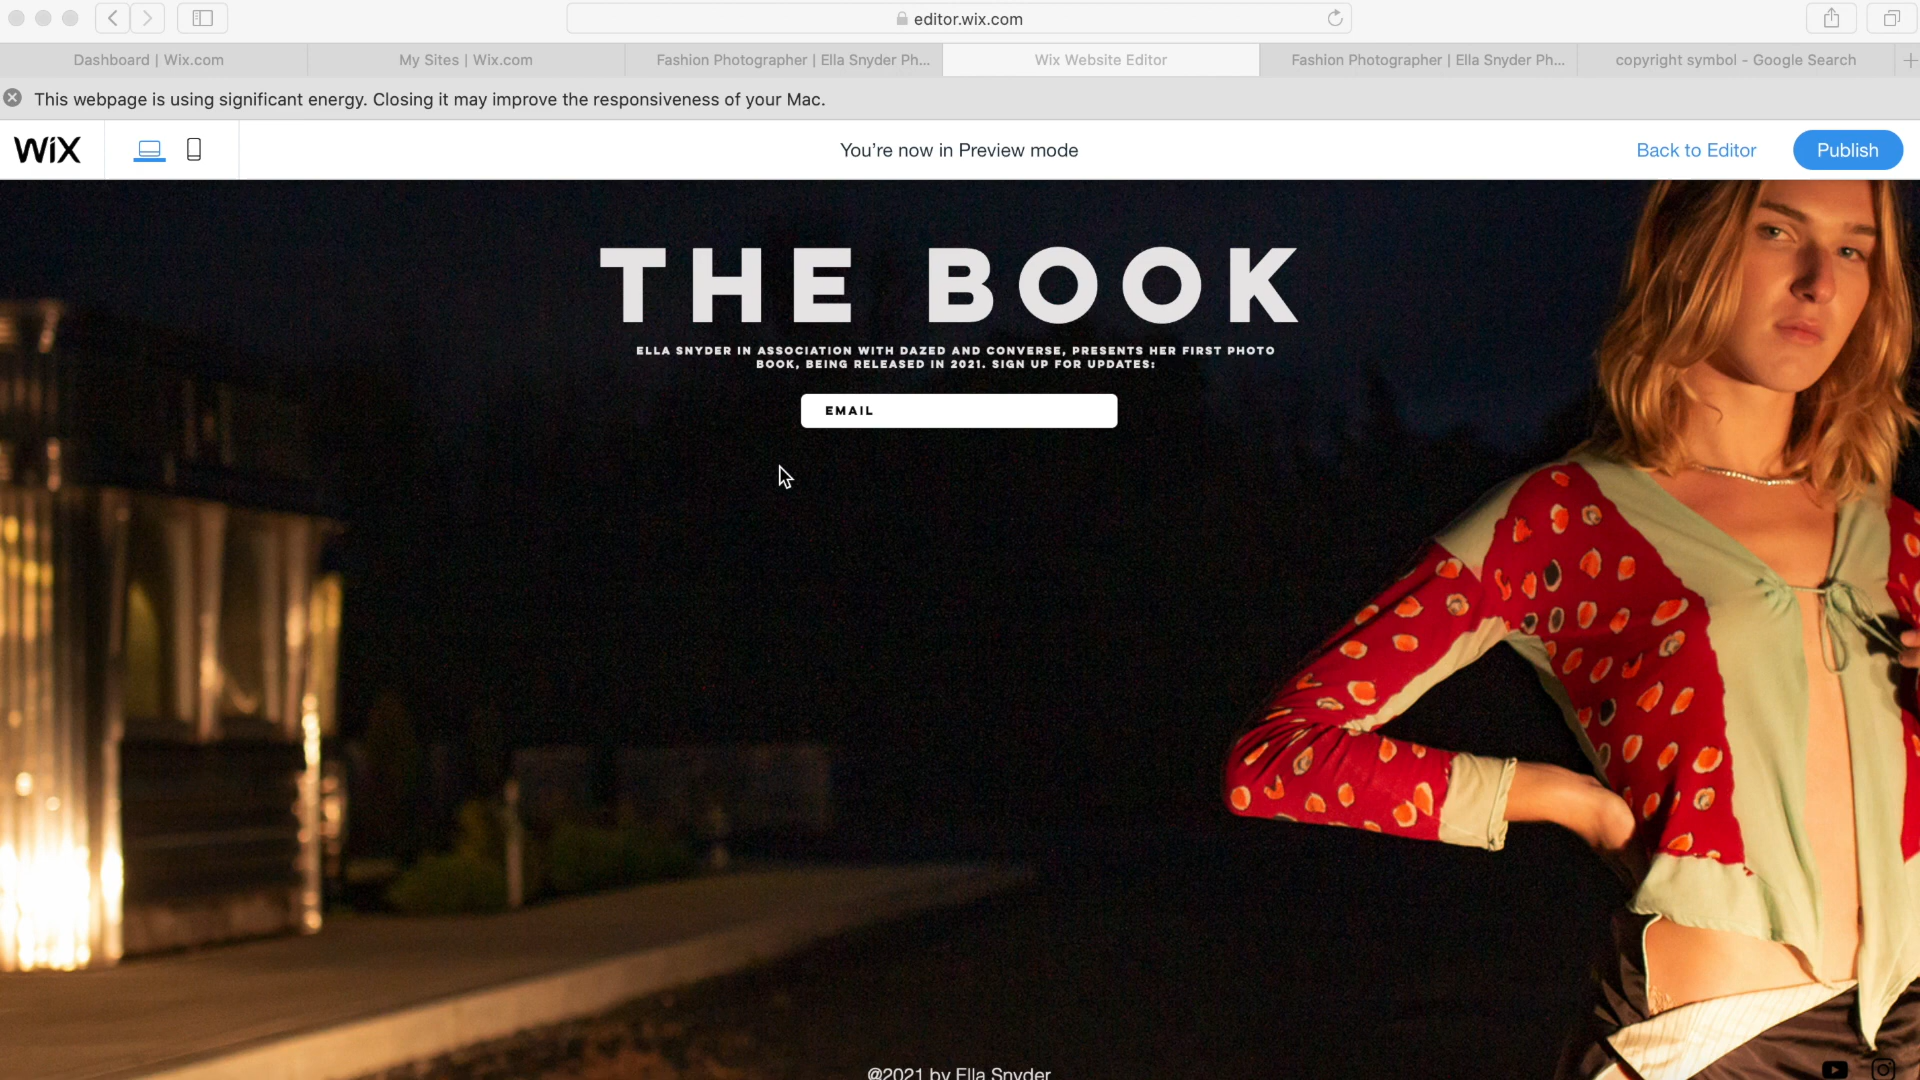 editor.wix.com
Dashboard | Wix.com
My Sites | Wix.com
Fashion Photographer | Ella Snyder Ph...
Wix Website Editor
Fashion Photographer | Ella Snyder Ph...
copyright symbol - Google Search
This webpage is using significant energy. Closing it may improve the responsiveness of your Mac.
WiX
You're now in Preview mode
Back to Editor
Publish
THE BOOK
ELLA SNYDER IN ASSOCIATION WITH DAZED AND CONVERSE, PRESENTS HER FIRST PHOTO
BOOK, BEING RELEASED IN 2021. SIGN UP FOR UPDATES:
EMAIL
@2021 by Ella Snyder